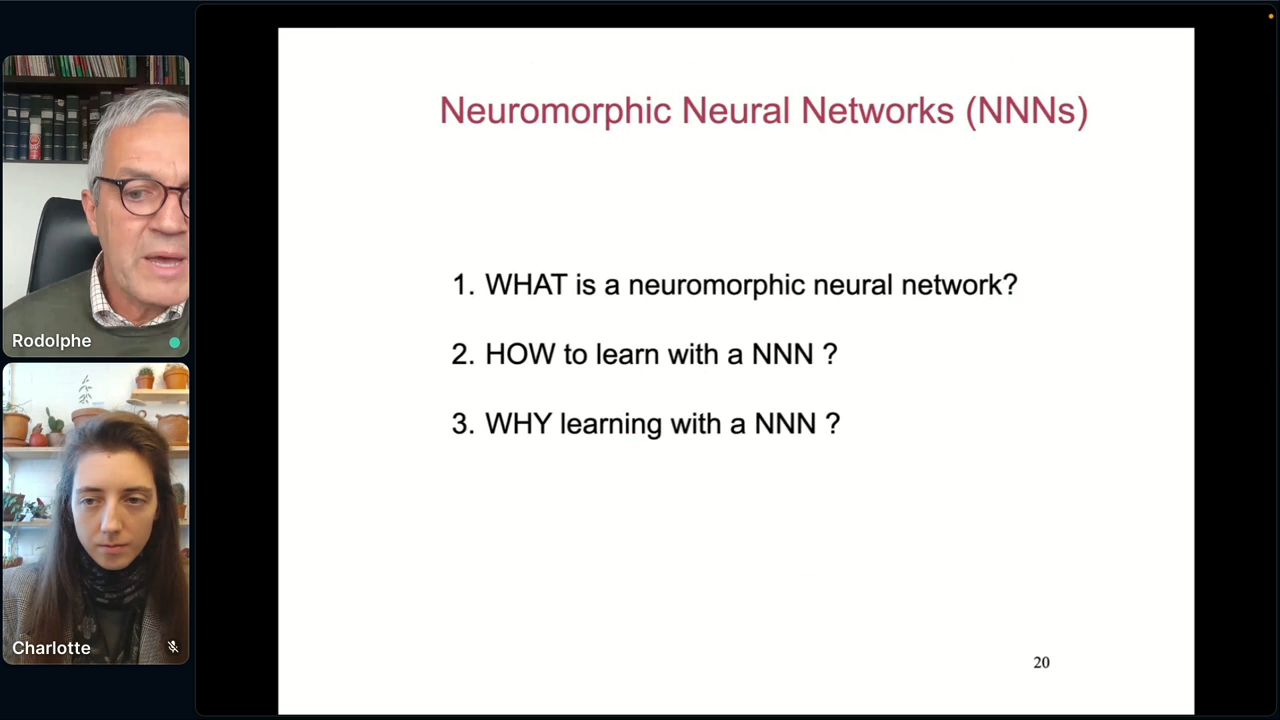 Neuromorphic Neural Networks (NNNs)
1. WHAT is a neuromorphic neural network?
2. HOW to learn with a NNN ?
3. WHY learning with a NNN ?
20
Rodolphe
Charlotte